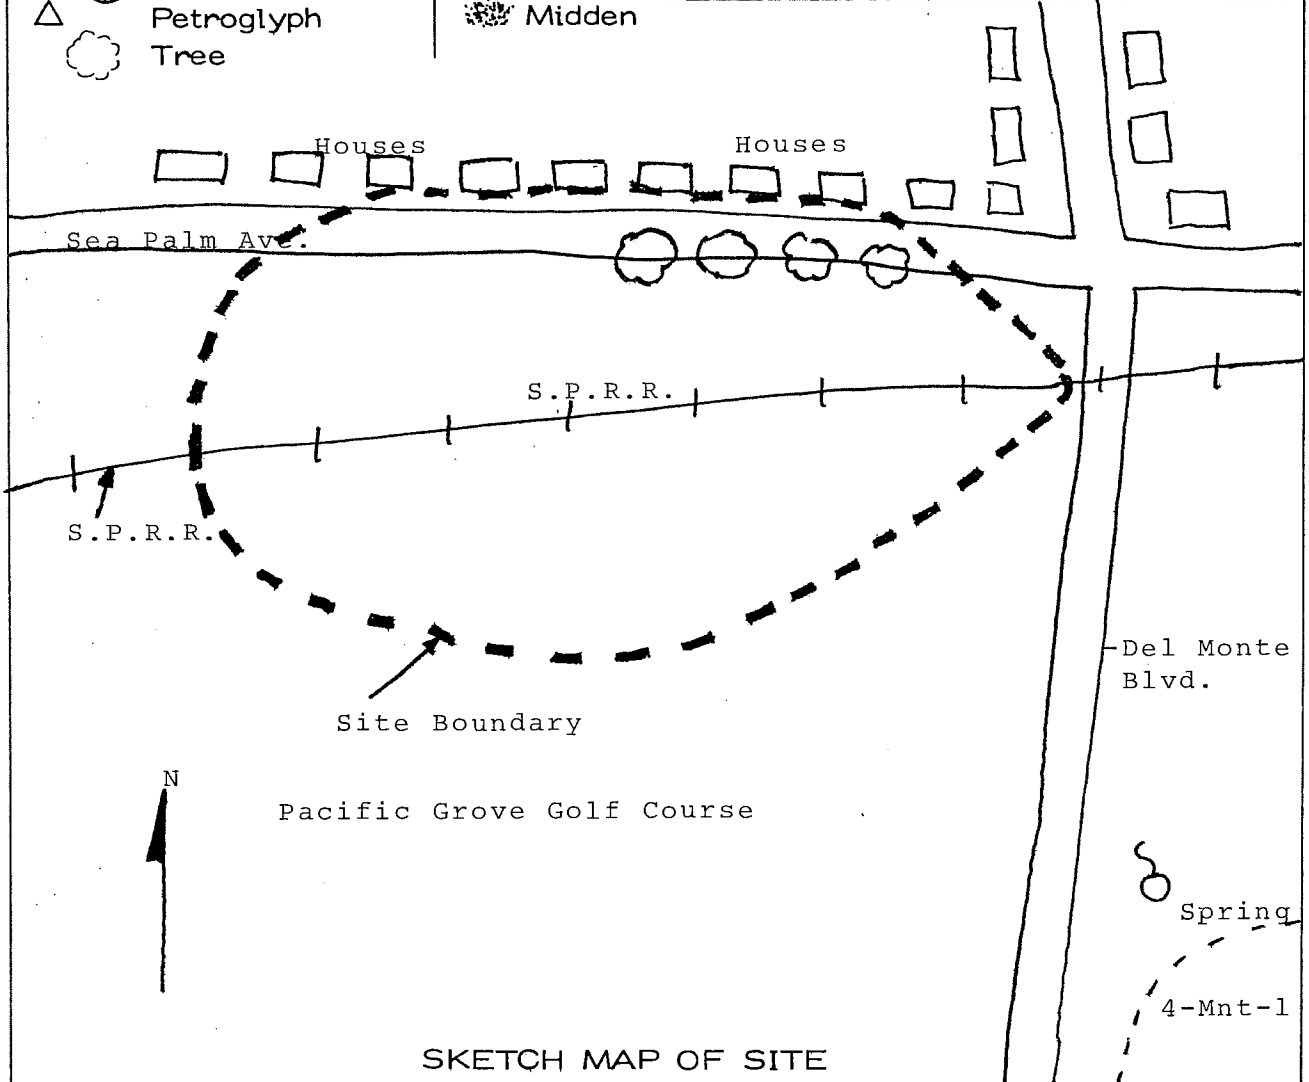 Petroglyph
Midden
Tree
Houses
Houses
Sea Palm Ave.
S.P.R.R.
S.P.R.R.
Del Monte
Blvd.
Site Boundary
N
Pacific Grove Golf Course
Spring
4-Mnt-1
SKETCH MAP OF SITE